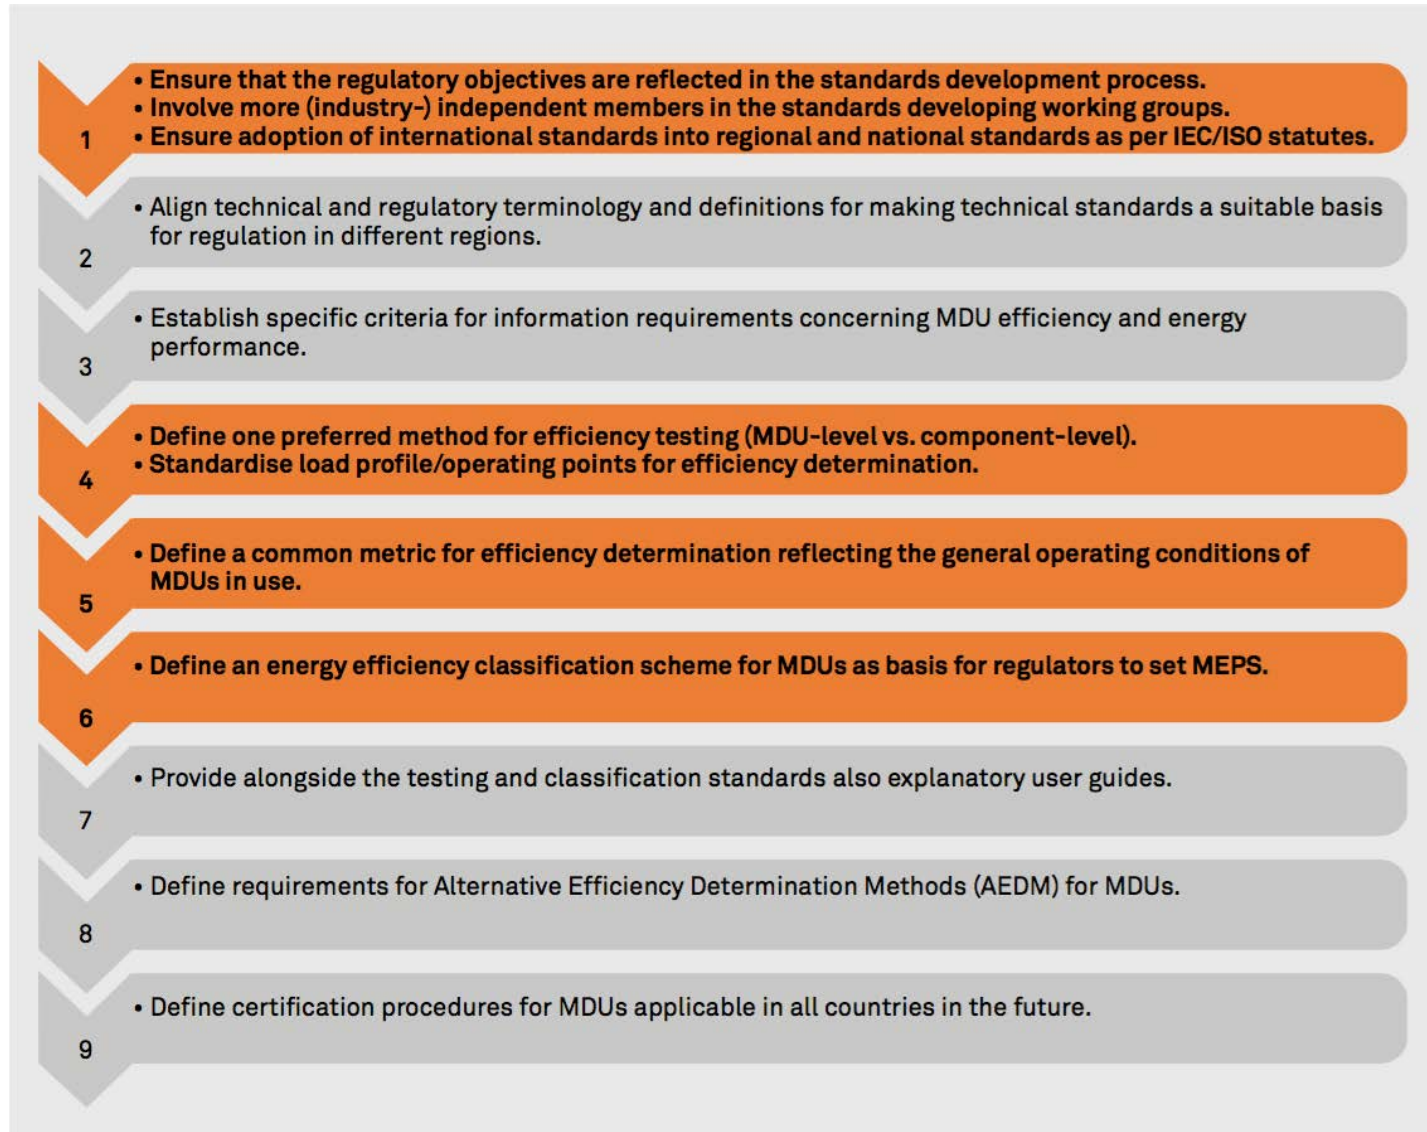 • Ensure that the regulatory objectives are reflected in the standards development process.
• Involve more (industry-) independent members in the standards developing working groups.
• Ensure adoption of international standards into regional and national standards as per IEC/ISO statutes.
1
• Align technical and regulatory terminology and definitions for making technical standards a suitable basis
for regulation in different regions.
2
• Establish specific criteria for information requirements concerning MDU efficiency and energy
performance.
3
• Define one preferred method for efficiency testing (MDU-level vs. component-level).
• Standardise load profile/operating points for efficiency determination.
4
• Define a common metric for efficiency determination reflecting the general operating conditions of
MDUs in use.
5
• Define an energy efficiency classification scheme for MDUs as basis for regulators to set MEPS.
6
• Provide alongside the testing and classification standards also explanatory user guides.
7
• Define requirements for Alternative Efficiency Determination Methods (AEDM) for MDUs.
8
• Define certification procedures for MDUs applicable in all countries in the future.
9